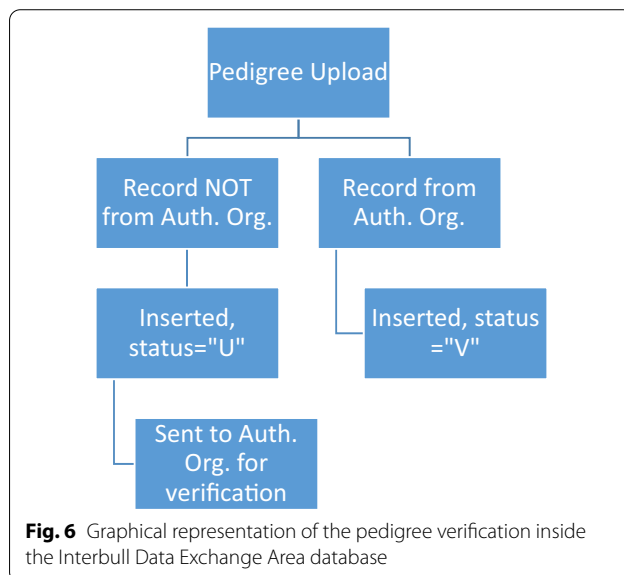 Pedigree Upload
Record NOT
from Auth. Org.
Record from
Auth. Org.
Inserted,
status="U"
Inserted, status
="V"
Sent to Auth.
Org. for
verification
Fig. 6 Graphical representation of the pedigree verification inside
the Interbull Data Exchange Area database